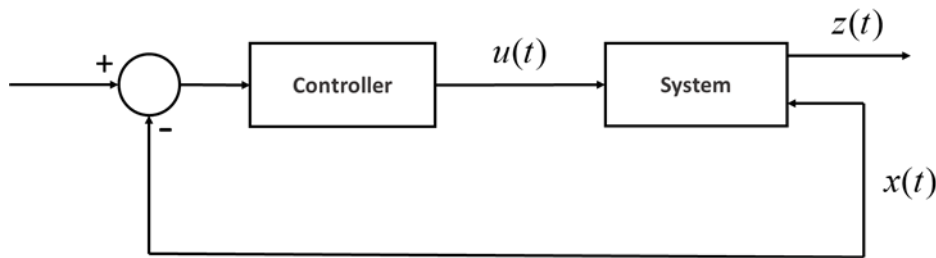 z(t)
+ Controller u(t) System
-
x(t)